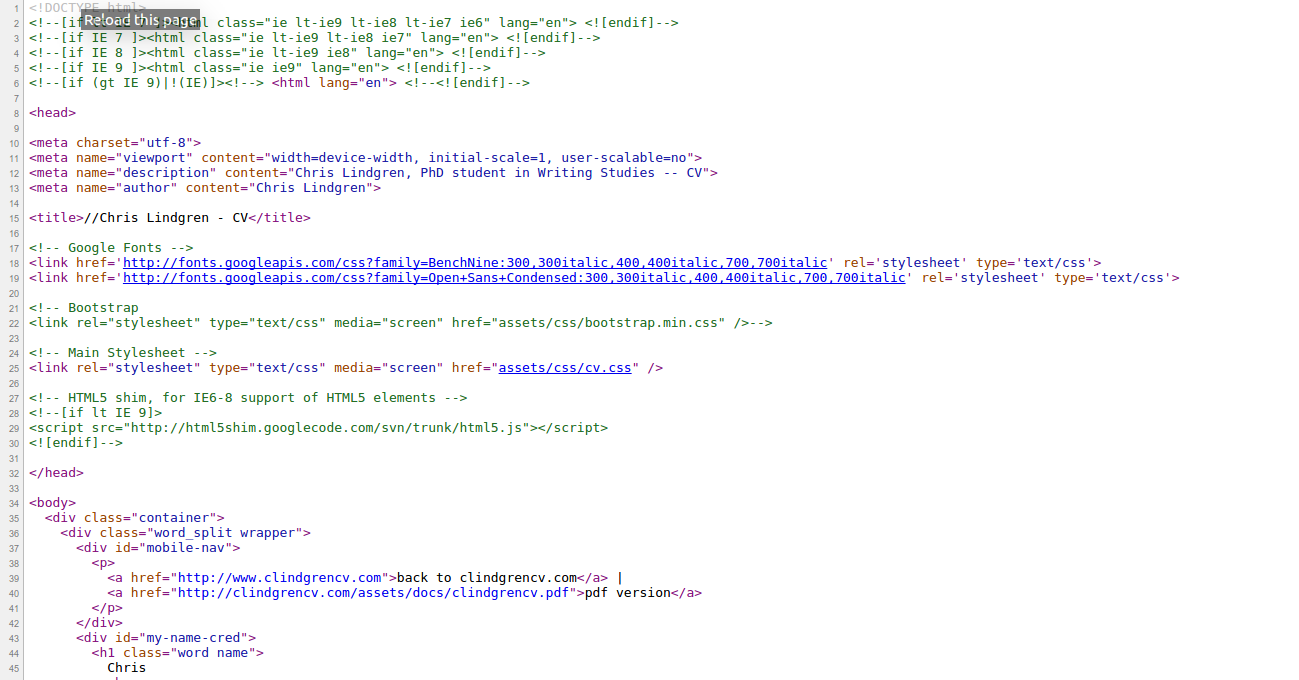 1 <!DOCTYPE html>
Reload this page
2 <!--[if html class="ie lt-ie9 lt-ie8 lt-ie7 ie6" lang="en"> <![endif]-->
3 <!--[if IE 7 ]><html class="ie lt-ie9 lt-ie8 ie7" lang="en"> <![endif]-->
4 <!--[if IE 8 ]><html class="ie lt-ie9 ie8" lang="en"> <![endif]-->
5 <!--[if IE 9 ]><html class="ie ie9" lang="en"> <![endif]-->
6 <!--[if (gt IE 9)|!(IE)]><!--> <html lang="en"> <!--<![endif]-->
7
8 <head>
9
10 <meta charset="utf-8">
11 <meta name="viewport" content="width=device-width, initial-scale=1, user-scalable=no">
12 <meta name="description" content="Chris Lindgren, PhD student in Writing Studies -- CV">
13 <meta name="author" content="Chris Lindgren">
14
15 <title>//Chris Lindgren - CV</title>
16
17 <!-- Google Fonts -->
18 <link href='http://fonts.googleapis.com/css?family=BenchNine:300,300italic,400,400italic,700,700italic' rel='stylesheet' type='text/css'>
19 <link href='http://fonts.googleapis.com/css?family=Open+Sans+Condensed:300,300italic,400,400italic,700,700italic' rel='stylesheet' type='text/css'>
20
21 <!-- Bootstrap
22 <link rel="stylesheet" type="text/css" media="screen" href="assets/css/bootstrap.min.css" />-->
23
24 <!-- Main Stylesheet -->
25 <link rel="stylesheet" type="text/css" media="screen" href="assets/css/cv.css" />
26
27 <!-- HTML5 shim, for IE6-8 support of HTML5 elements -->
28 <!--[if lt IE 9]>
29 <script src="http://html5shim.googlecode.com/svn/trunk/html5.js"></script>
30 <![endif]-->
31
32 </head>
33
34 <body>
35 <div class="container">
36 <div class="word_split wrapper">
37 <div id="mobile-nav">
38 <p>
39 <a href="http://www.clindgrencv.com">back to clindgrencv.com</a> |
40 <a href="http://clindgrencv.com/assets/docs/clindgrencv.pdf">pdf version</a>
41 </p>
42 </div>
43 <div id="my-name-cred">
44 <h1 class="word name">
45 Chris